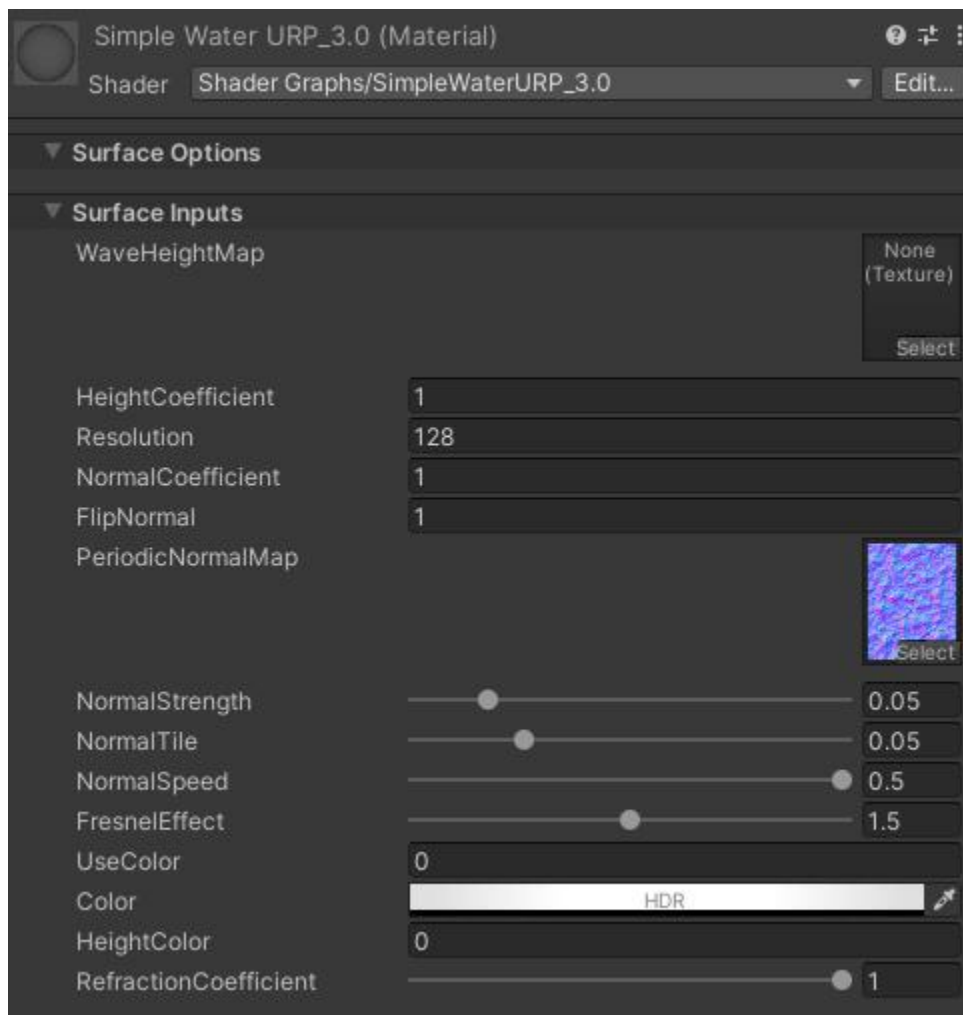 Simple Water URP_3.0 (Material)
Shader Shader Graphs/SimpleWaterURP_3.0 Edit...
Surface Options
Surface Inputs
WaveHeightMap None
(Texture)
Select
HeightCoefficient 1
Resolution 128
NormalCoefficient 1
FlipNormal 1
PeriodicNormalMap
Select
NormalStrength 0.05
NormalTile 0.05
NormalSpeed 0.5
FresnelEffect 1.5
UseColor 0
Color HDR
HeightColor 0
RefractionCoefficient 1